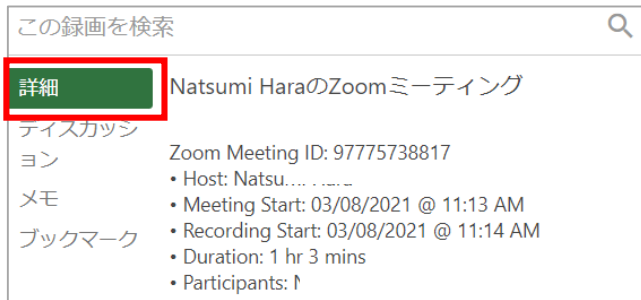 この録画を検索
詳細
Natsumi HaraのZoomミーティング
ディスカッシ
ョン
メモ
ブックマーク
Zoom Meeting ID: 97775738817
• Host: Natsu
• Meeting Start: 03/08/2021 @ 11:13 AM
• Recording Start: 03/08/2021 @ 11:14 AM
• Duration: 1 hr 3 mins
• Participants: